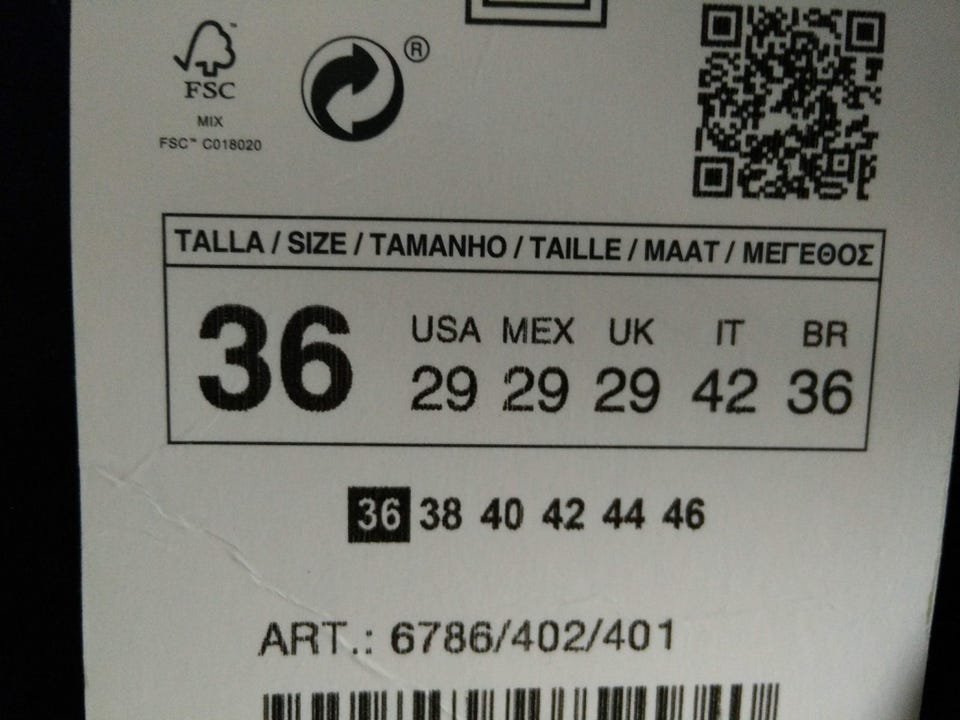 FSC™
MIX
FSC™ C018020
®
TALLA / SIZE / TAMANHO / TAILLE / MAAT / ΜΕΓΕΘΟΣ
36
USA MEX UK IT BR
29 29 29 42 36
36 38 40 42 44 46
ART.: 6786/402/401